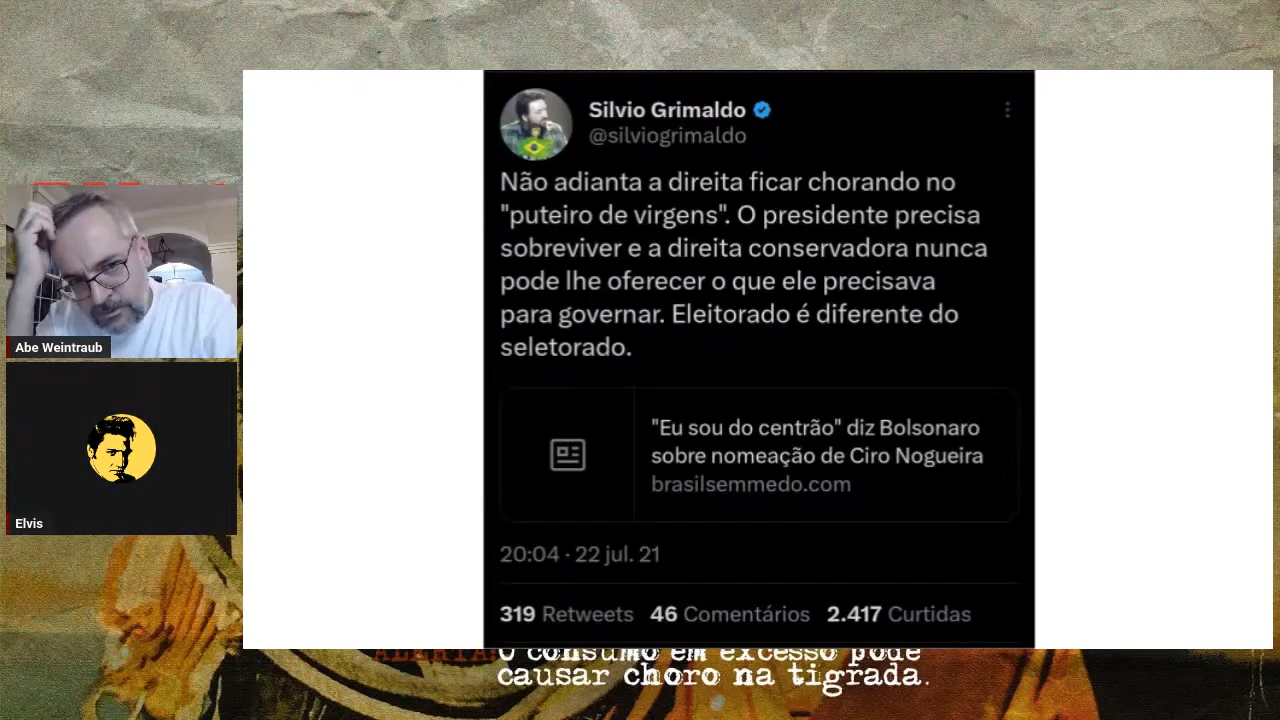 Silvio Grimaldo
@silviogrimaldo
Não adianta a direita ficar chorando no
"puteiro de virgens". O presidente precisa
sobreviver e a direita conservadora nunca
pode lhe oferecer o que ele precisava
para governar. Eleitorado é diferente do
seletorado.
"Eu sou do centrão" diz Bolsonaro
sobre nomeação de Ciro Nogueira
brasilsemmedo.com
20:04 · 22 jul. 21
319 Retweets 46 Comentários 2.417 Curtidas
Abe Weintraub
Elvis
ALERTA: O consumo em excesso pode
causar choro na tigrada.